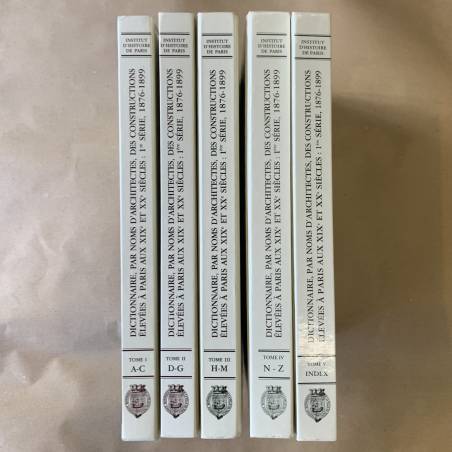 INSTITUT
D'HISTOIRE
DE PARIS
DICTIONNAIRE, PAR NOMS D'ARCHITECTES, DES CONSTRUCTIONS
ÉLEVÉES À PARIS AUX XIXe ET XXe SIÈCLES : 1re SÉRIE, 1876-1899
TOME I
A-C
INSTITUT
D'HISTOIRE
DE PARIS
DICTIONNAIRE, PAR NOMS D'ARCHITECTES, DES CONSTRUCTIONS
ÉLEVÉES À PARIS AUX XIXe ET XXe SIÈCLES : 1re SÉRIE, 1876-1899
TOME II
D-G
INSTITUT
D'HISTOIRE
DE PARIS
DICTIONNAIRE, PAR NOMS D'ARCHITECTES, DES CONSTRUCTIONS
ÉLEVÉES À PARIS AUX XIXe ET XXe SIÈCLES : 1re SÉRIE, 1876-1899
TOME III
H-M
INSTITUT
D'HISTOIRE
DE PARIS
DICTIONNAIRE, PAR NOMS D'ARCHITECTES, DES CONSTRUCTIONS
ÉLEVÉES À PARIS AUX XIXe ET XXe SIÈCLES : 1re SÉRIE, 1876-1899
TOME IV
N - Z
INSTITUT
D'HISTOIRE
DE PARIS
DICTIONNAIRE, PAR NOMS D'ARCHITECTES, DES CONSTRUCTIONS
ÉLEVÉES À PARIS AUX XIXe ET XXe SIÈCLES : 1re SÉRIE, 1876-1899
TOME V
INDEX